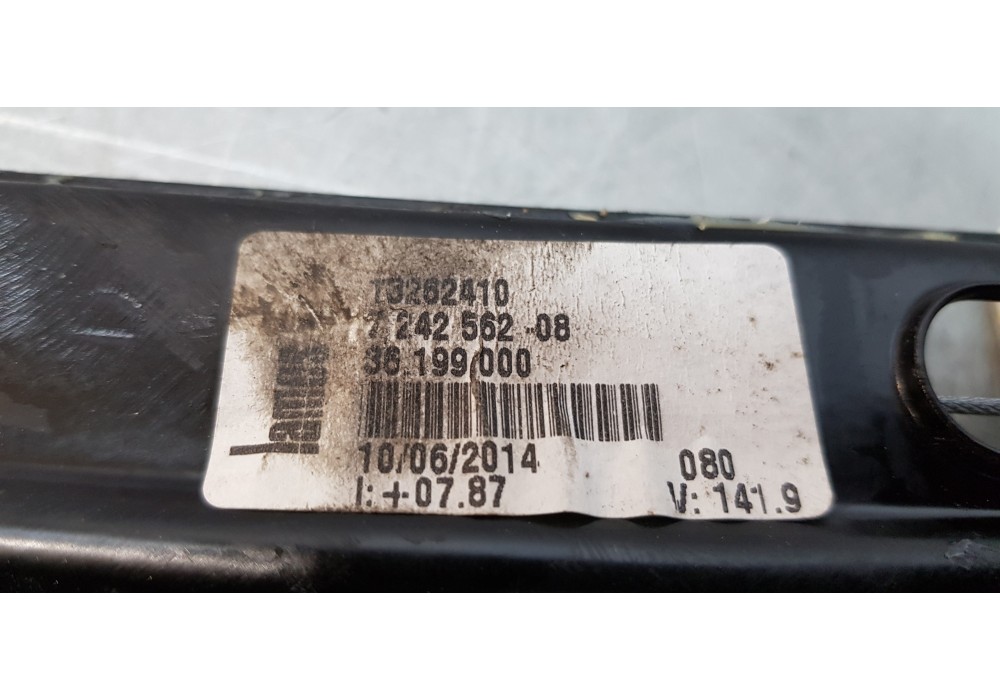 T3262410
7 242 562-08
36.199.000
10/06/2014
080
I:+07.87
V: 141.9